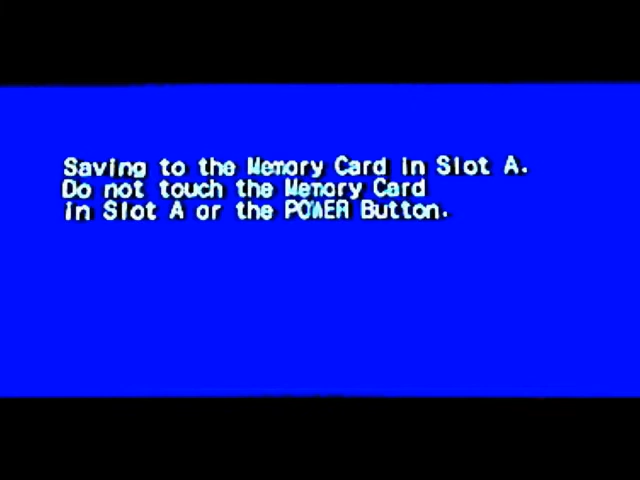 Saving to the Memory Card in Slot A.
Do not touch the Memory Card
in Slot A or the POWER Button.